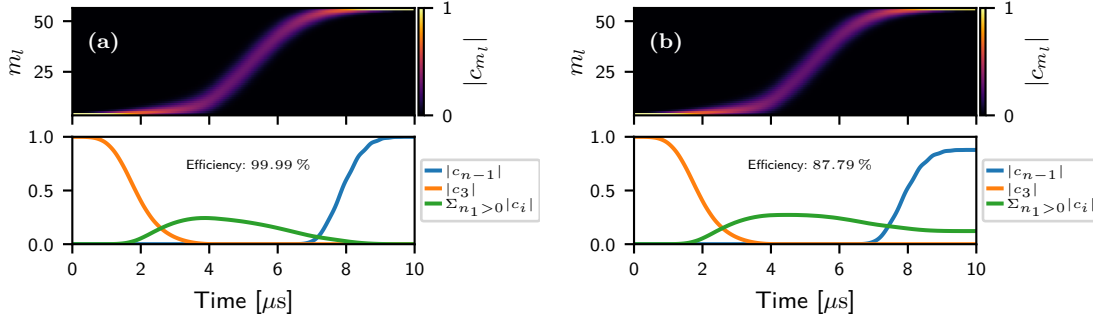 (a)
50
25
m_l
1
0
|c_{m_l}|
1.0
0.5
0.0
Efficiency: 99.99 %
|c_{n−1}|
|c_3|
Σ_{n_1>0}|c_i|
0 2 4 6 8 10
Time [μs]
(b)
50
25
m_l
1
0
|c_{m_l}|
1.0
0.5
0.0
Efficiency: 87.79 %
|c_{n−1}|
|c_3|
Σ_{n_1>0}|c_i|
0 2 4 6 8 10
Time [μs]